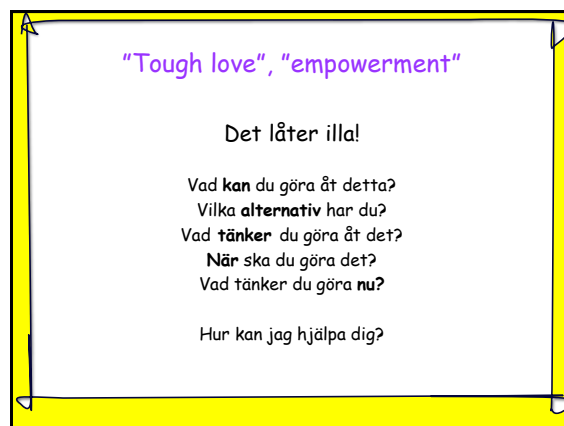 ”Tough love”, ”empowerment”
Det låter illa!
Vad kan du göra åt detta?
Vilka alternativ har du?
Vad tänker du göra åt det?
När ska du göra det?
Vad tänker du göra nu?
Hur kan jag hjälpa dig?